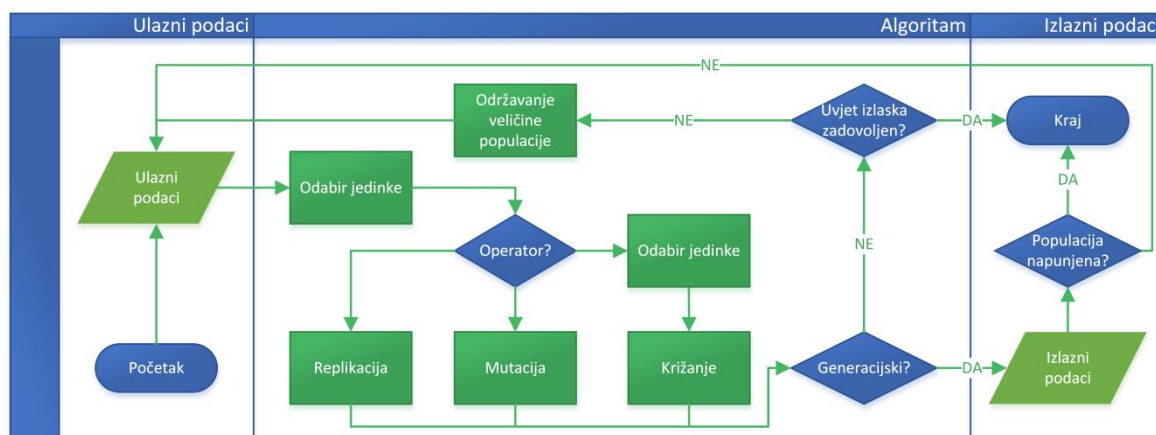 Ulazni podaci
Algoritam
Izlazni podac
NE
Održavanje
veličine
populacije
NE
Uvjet izlaska
zadovoljen?
DA
Kraj
Ulazni
podaci
Odabir jedinke
DA
Operator?
Odabir jedinke
NE
Populacija
napunjena?
Početak
Replikacija
Mutacija
Križanje
Generacijski?
DA
Izlazni
podaci